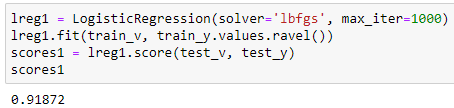 lreg1 = LogisticRegression(solver='lbfgs', max_iter=1000)
lreg1.fit(train_v, train_y.values.ravel())
scores1 = lreg1.score(test_v, test_y)
scores1
0.91872